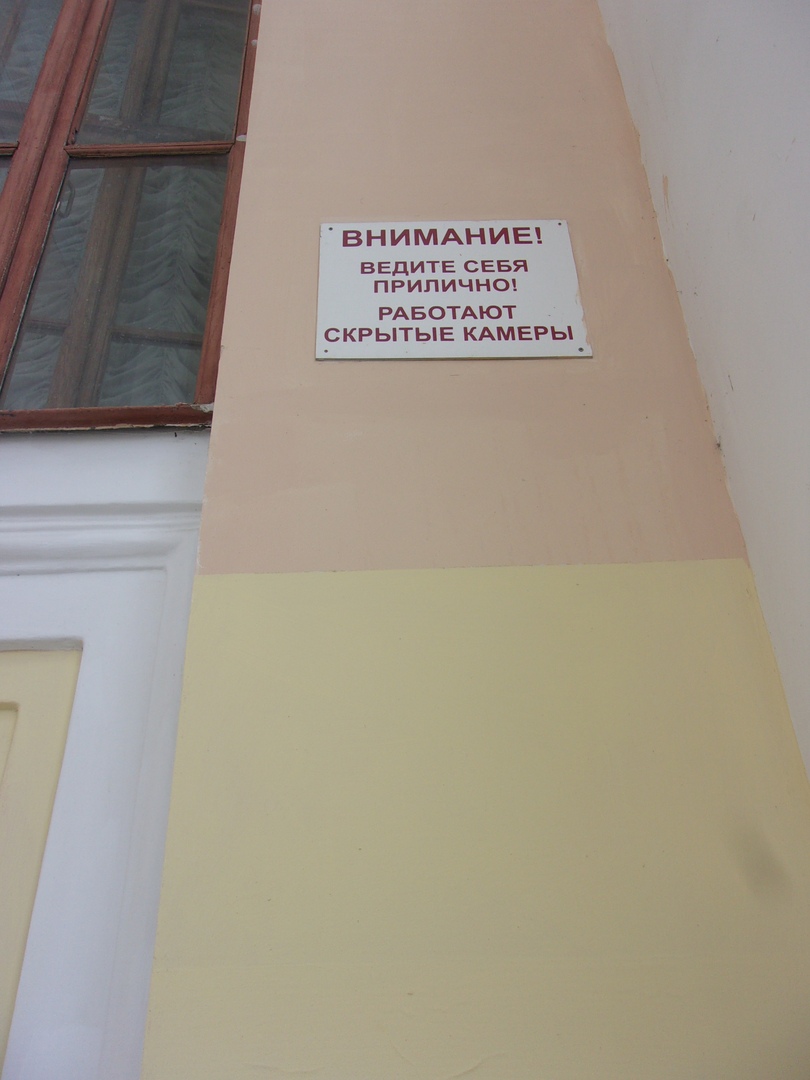 ВНИМАНИЕ!
ВЕДИТЕ СЕБЯ
ПРИЛИЧНО!
РАБОТАЮТ
СКРЫТЫЕ КАМЕРЫ